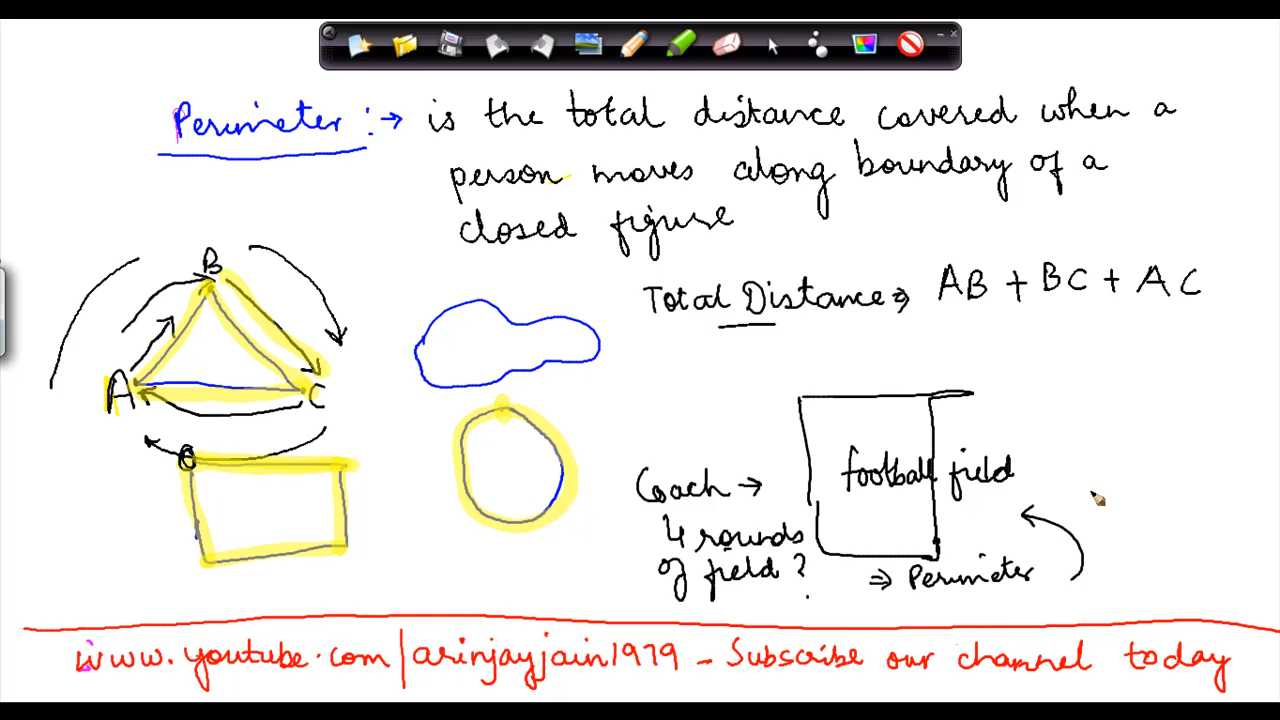 Perimeter :→ is the total distance covered when a
person moves along boundary of a
closed figure
Total Distance ⇒ AB + BC + AC
B
A
C
Coach →
4 rounds
of field ?
football field
⇒ Perimeter
www.youtube.com/arinjayjain1979 - Subscribe our channel today